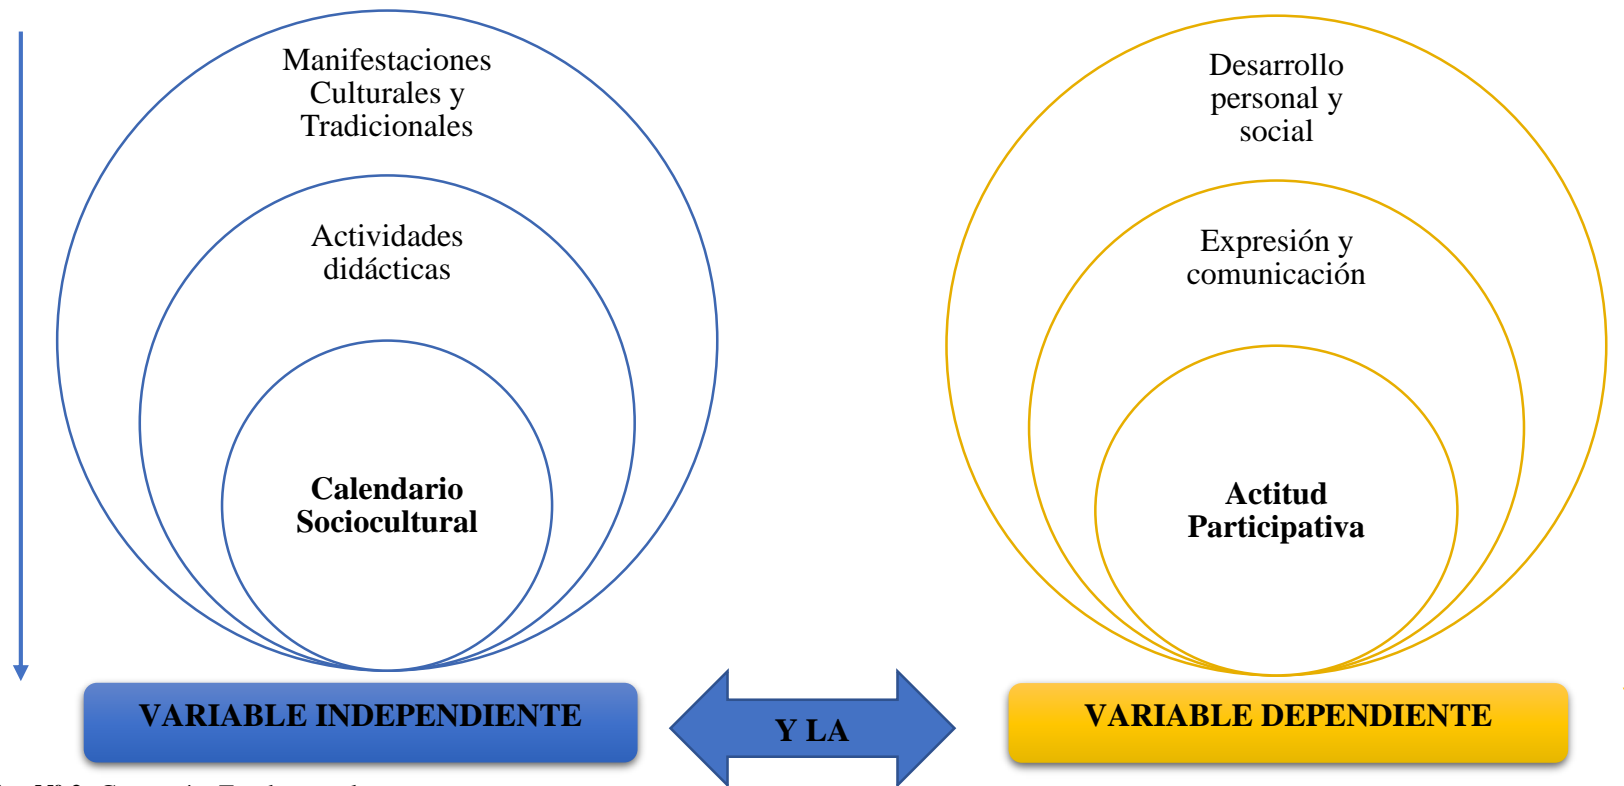 Manifestaciones
Culturales y
Tradicionales
Actividades
didácticas
Calendario
Sociocultural
VARIABLE INDEPENDIENTE
Y LA
Desarrollo
personal y
social
Expresión y
comunicación
Actitud
Participativa
VARIABLE DEPENDIENTE